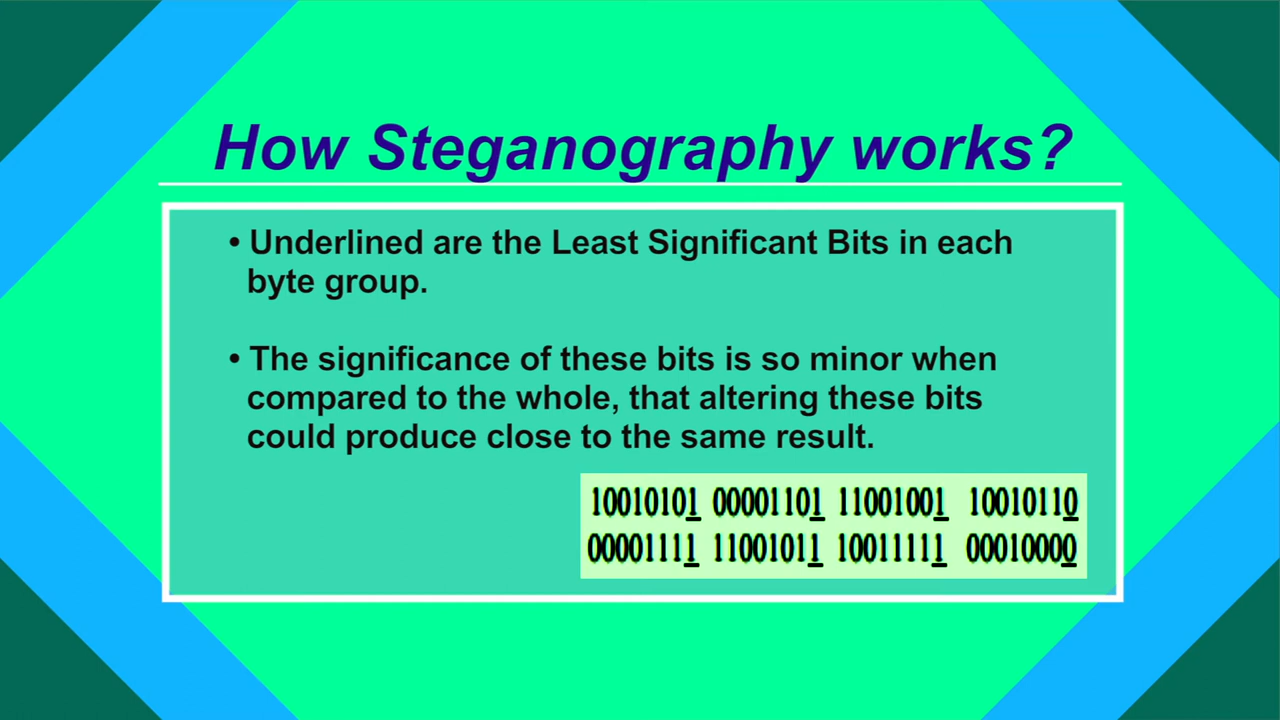 How Steganography works?
• Underlined are the Least Significant Bits in each
byte group.
• The significance of these bits is so minor when
compared to the whole, that altering these bits
could produce close to the same result.
10010101 00001101 11001001 10010110
00001111 11001011 10011111 00010000